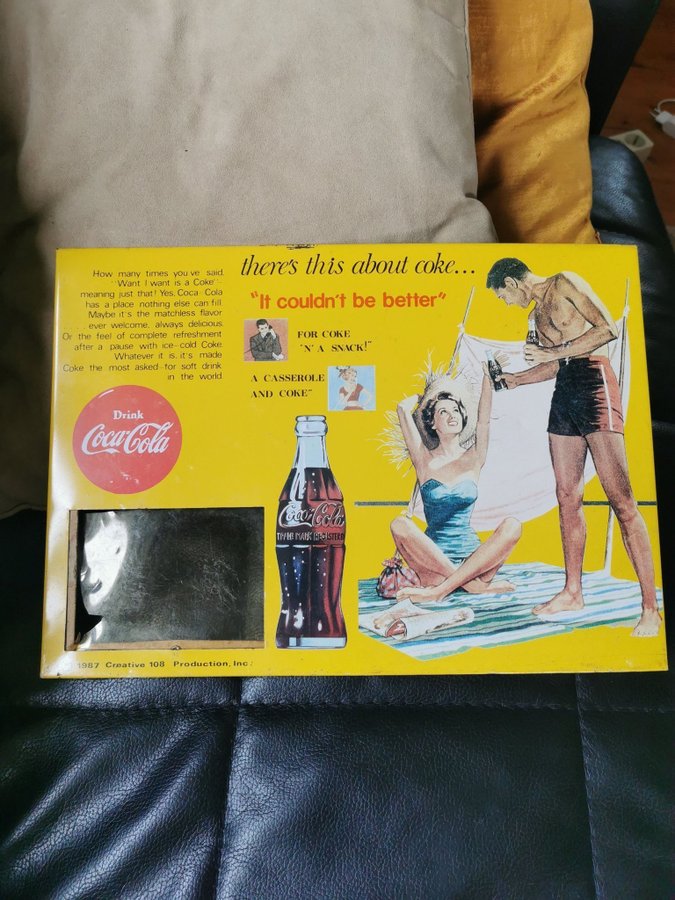 there's this about coke...
"It couldn't be better"
How many times you've said,
"Want I want is a Coke"-
meaning just that! Yes, Coca-Cola
has a place nothing else can fill.
Maybe it's the matchless flavor
ever welcome, always delicious.
Or the feel of complete refreshment
after a pause with ice-cold Coke
Whatever it is, it's made
Coke the most asked-for soft drink
in the world
FOR COKE
"N' A SNACK!"
A CASSEROLE
AND COKE"
Drink
Coca-Cola
Coca-Cola
TRADE MARK REGISTERED
1987 Creative 108 Production, Inc.